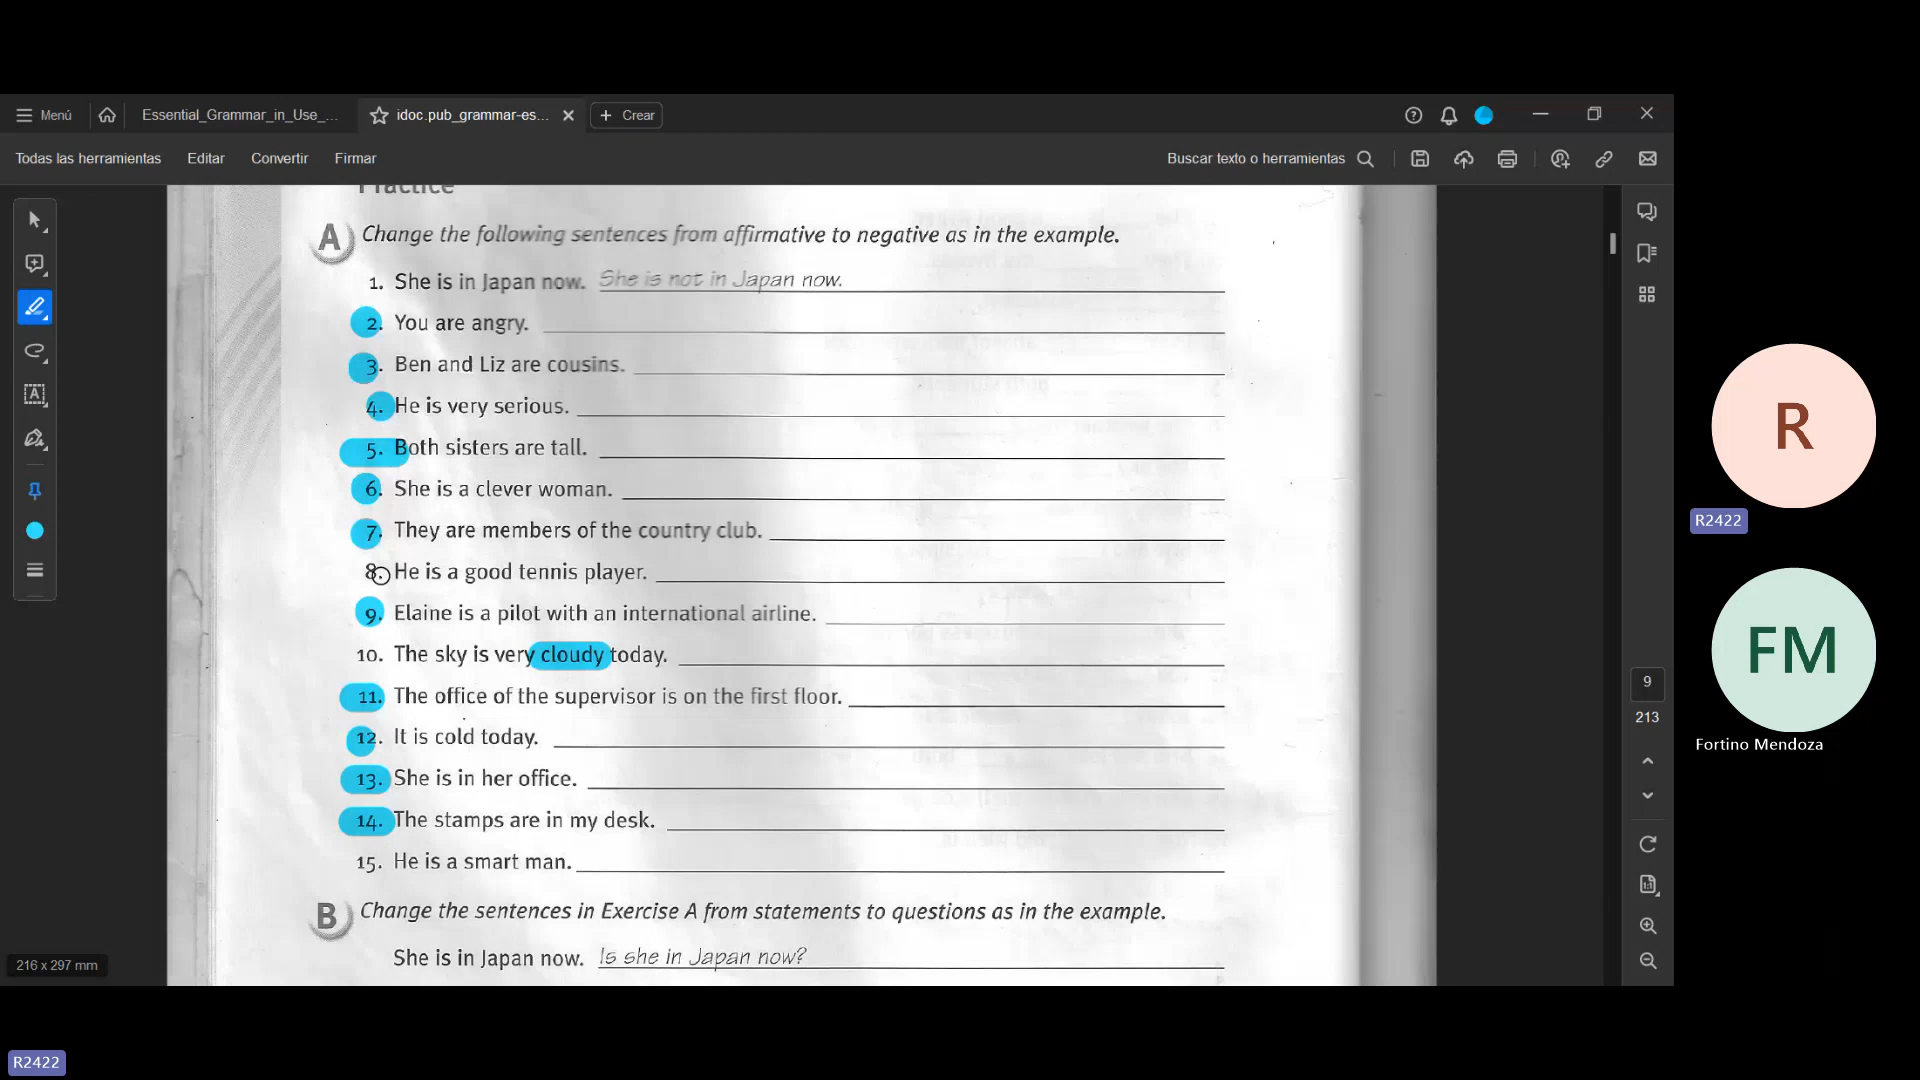 Menú
Essential_Grammar_in_Use_...
idoc.pub_grammar-es...
Crear
Todas las herramientas
Editar
Convertir
Firmar
Buscar texto o herramientas
Practice
A Change the following sentences from affirmative to negative as in the example.
1. She is in Japan now. She is not in Japan now.
2. You are angry.
3. Ben and Liz are cousins.
4. He is very serious.
5. Both sisters are tall.
6. She is a clever woman.
7. They are members of the country club.
8. He is a good tennis player.
9. Elaine is a pilot with an international airline.
10. The sky is very cloudy today.
11. The office of the supervisor is on the first floor.
12. It is cold today.
13. She is in her office.
14. The stamps are in my desk.
15. He is a smart man.
B Change the sentences in Exercise A from statements to questions as in the example.
She is in Japan now. Is she in Japan now?
216 x 297 mm
9
213
R
R2422
FM
Fortino Mendoza
R2422